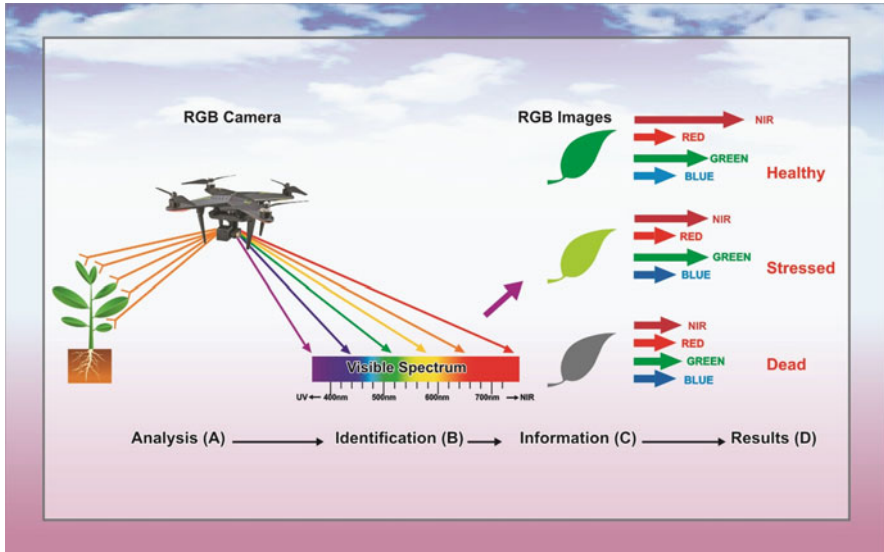 RGB Camera
RGB Images
NIR
RED
GREEN
BLUE
Healthy
NIR
RED
GREEN
BLUE
Stressed
NIR
RED
GREEN
BLUE
Dead
Visible Spectrum
UV 400nm 500nm 600nm 700nm NIR
Analysis (A) Identification (B) Information (C) Results (D)